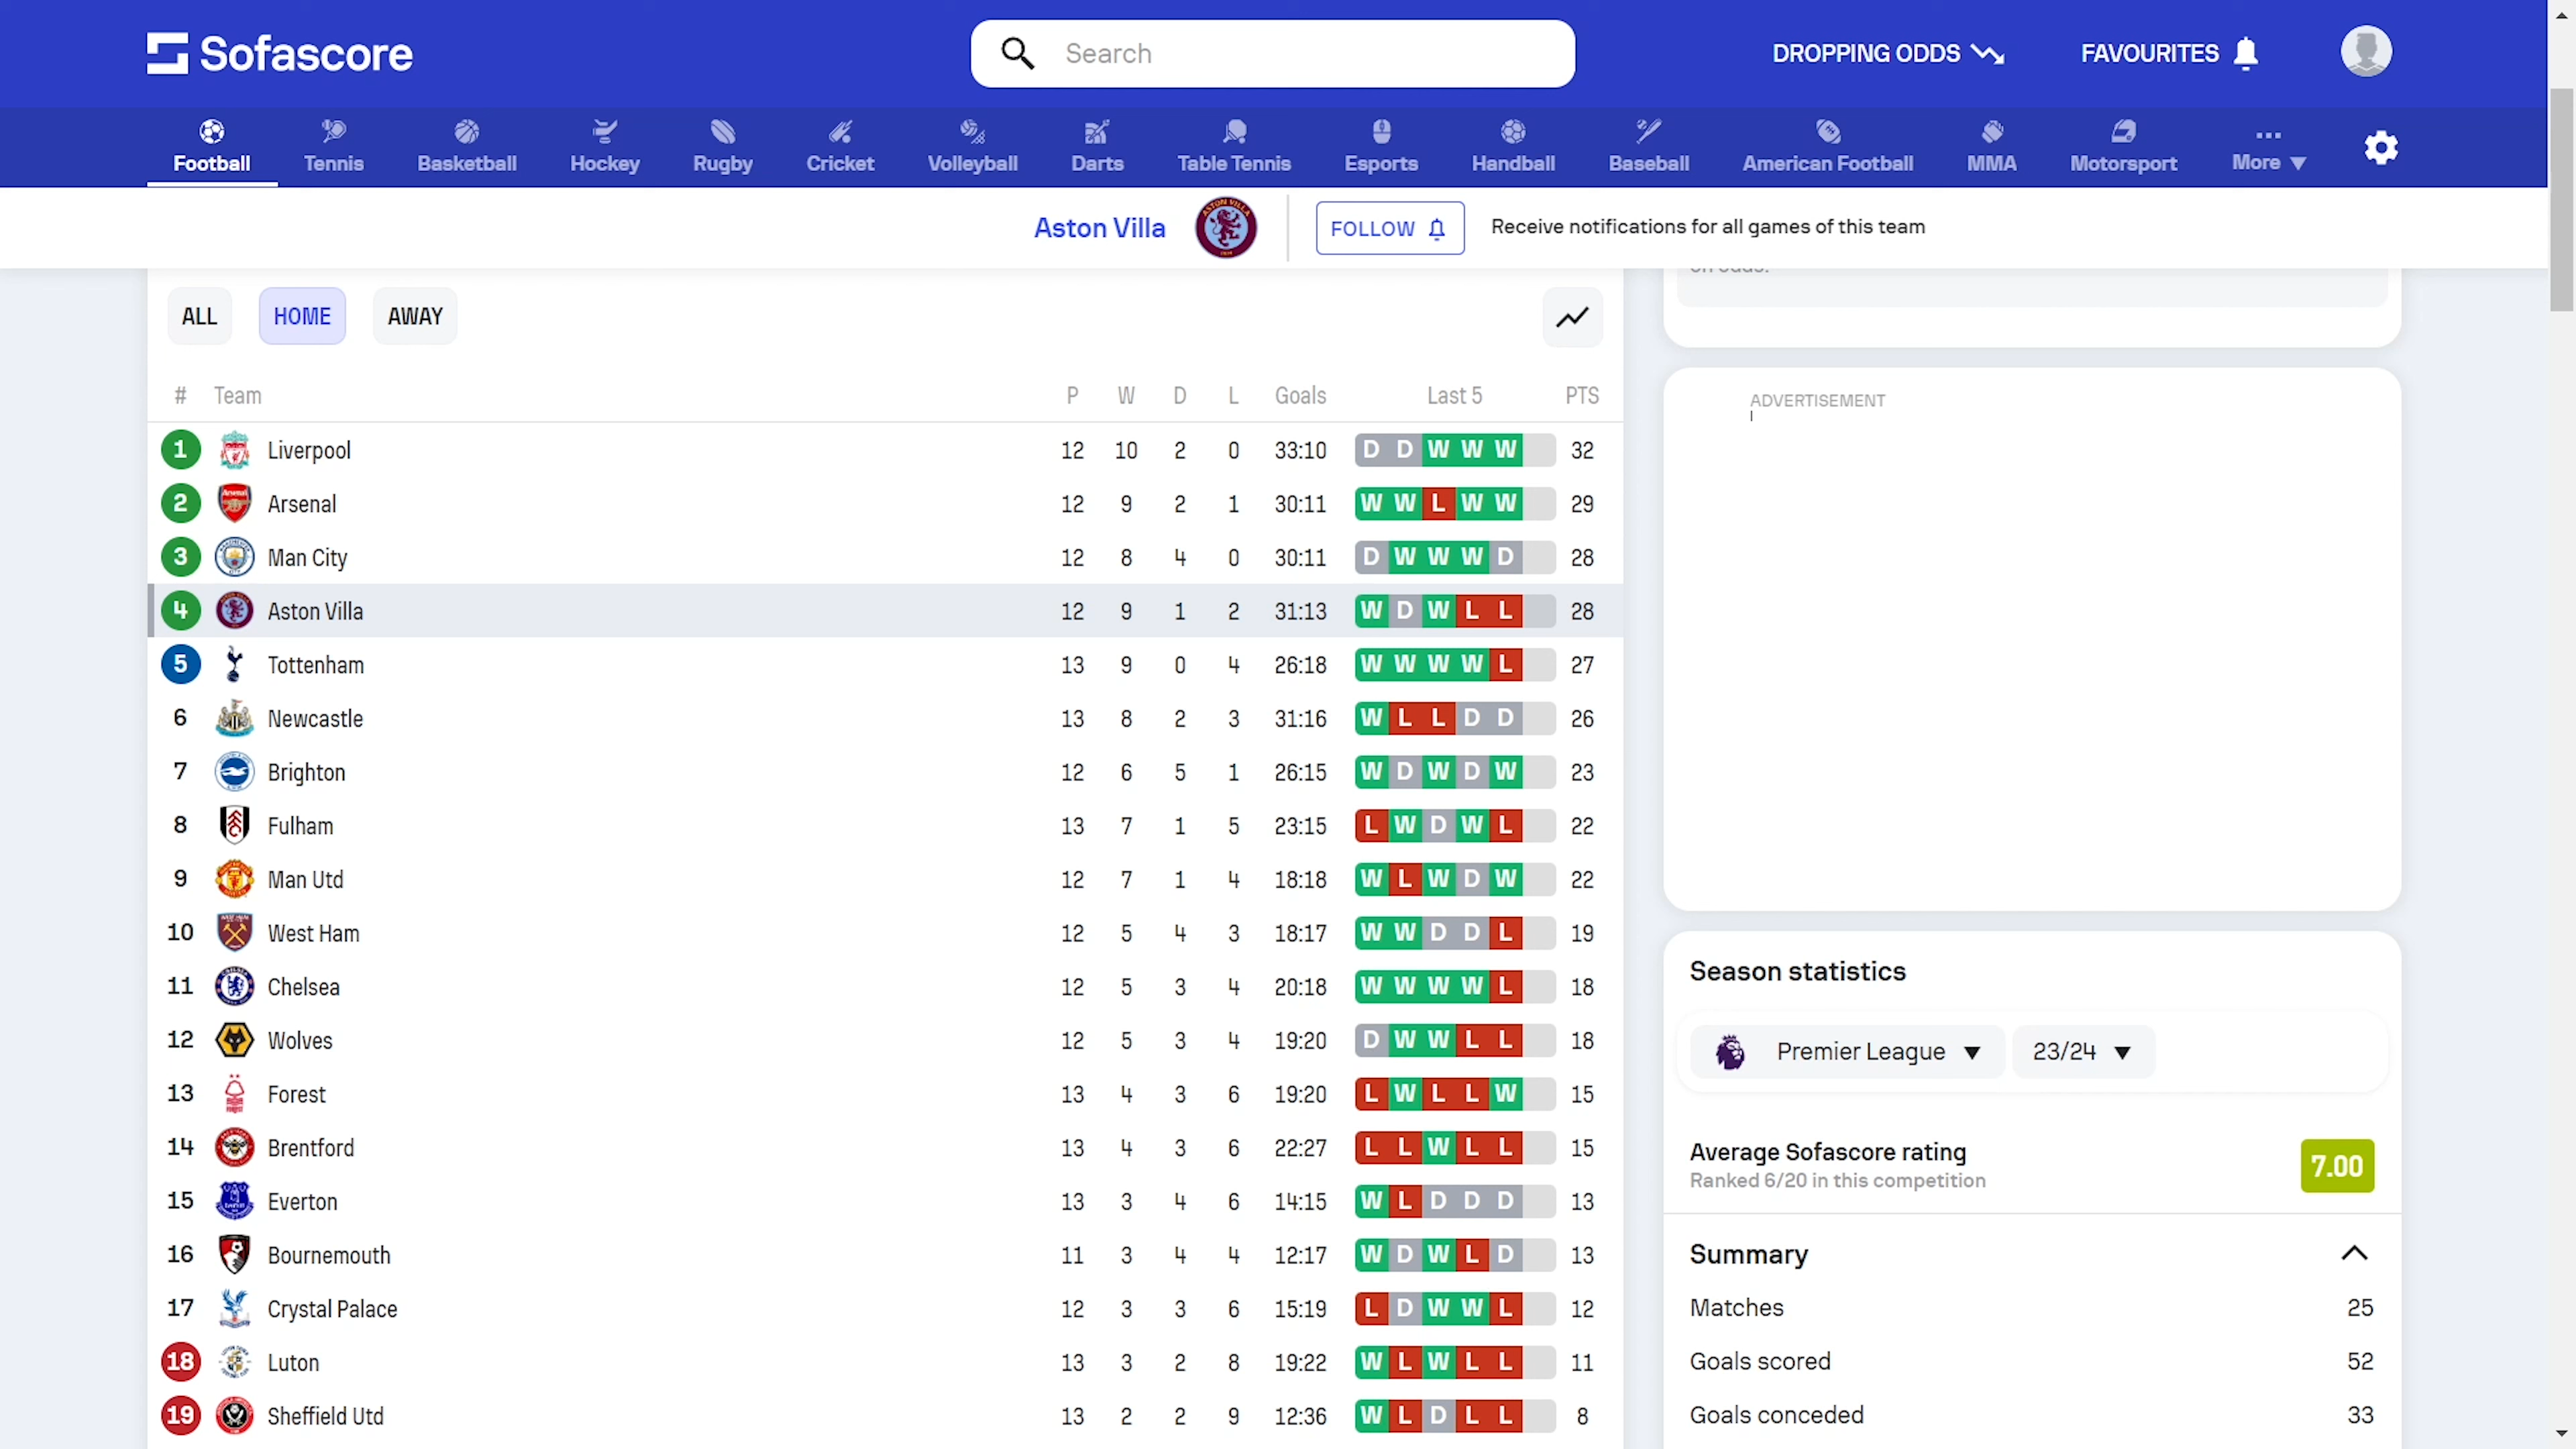 Sofascore
Search
DROPPING ODDS
FAVOURITES
Football Tennis Basketball Hockey Rugby Cricket Volleyball Darts Table Tennis Esports Handball Baseball American Football MMA Motorsport More
Aston Villa FOLLOW Receive notifications for all games of this team
ALL HOME AWAY
# Team P W D L Goals Last 5 PTS
1 Liverpool 12 10 2 0 33:10 D D W W W 32
2 Arsenal 12 9 2 1 30:11 W W L W W 29
3 Man City 12 8 4 0 30:11 D W W W D 28
4 Aston Villa 12 9 1 2 31:13 W D W L L 28
5 Tottenham 13 9 0 4 26:18 W W W W L 27
6 Newcastle 13 8 2 3 31:16 W L L D D 26
7 Brighton 12 6 5 1 26:15 W D W D W 23
8 Fulham 13 7 1 5 23:15 L W D W L 22
9 Man Utd 12 7 1 4 18:18 W L W D W 22
10 West Ham 12 5 4 3 18:17 W W D D L 19
11 Chelsea 12 5 3 4 20:18 W W W W L 18
12 Wolves 12 5 3 4 19:20 D W W L L 18
13 Forest 13 4 3 6 19:20 L W L L W 15
14 Brentford 13 4 3 6 22:27 L L W L L 15
15 Everton 13 3 4 6 14:15 W L D D D 13
16 Bournemouth 11 3 4 4 12:17 W D W L D 13
17 Crystal Palace 12 3 3 6 15:19 L D W W L 12
18 Luton 13 3 2 8 19:22 W L W L L 11
19 Sheffield Utd 13 2 2 9 12:36 W L D L L 8
ADVERTISEMENT
Season statistics
Premier League 23/24
Average Sofascore rating 7.00
Ranked 6/20 in this competition
Summary
Matches 25
Goals scored 52
Goals conceded 33